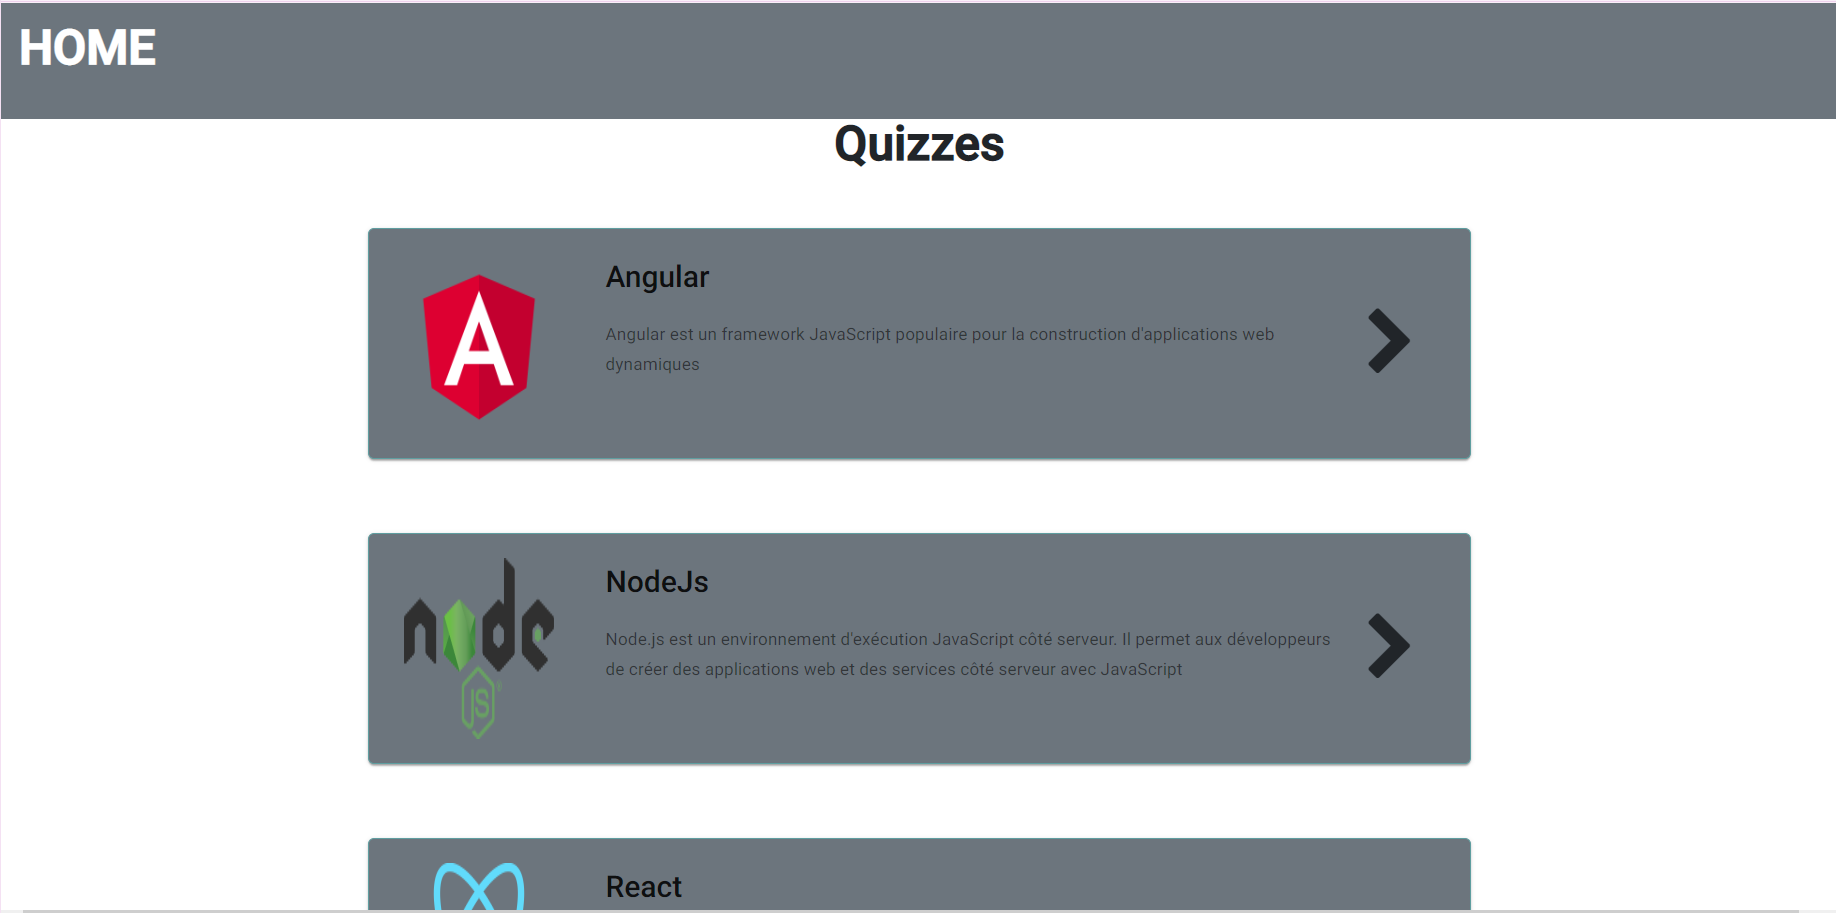 HOME
Quizzes
Angular
Angular est un framework JavaScript populaire pour la construction d'applications web
dynamiques
NodeJs
Node.js est un environnement d'exécution JavaScript côté serveur. Il permet aux développeurs
de créer des applications web et des services côté serveur avec JavaScript
node
JS
React